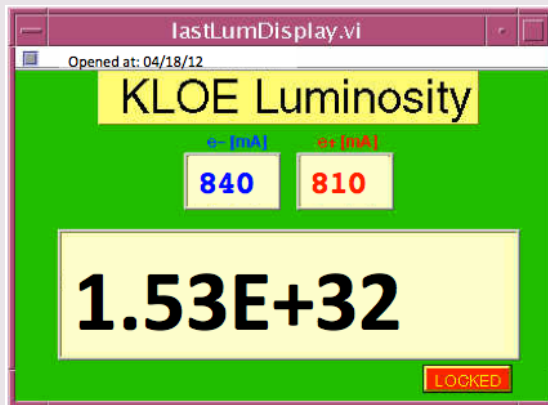 lastLumDisplay.vi
Opened at: 04/18/12
KLOE Luminosity
e- [mA] e+ [mA]
840 810
1.53E+32
LOCKED